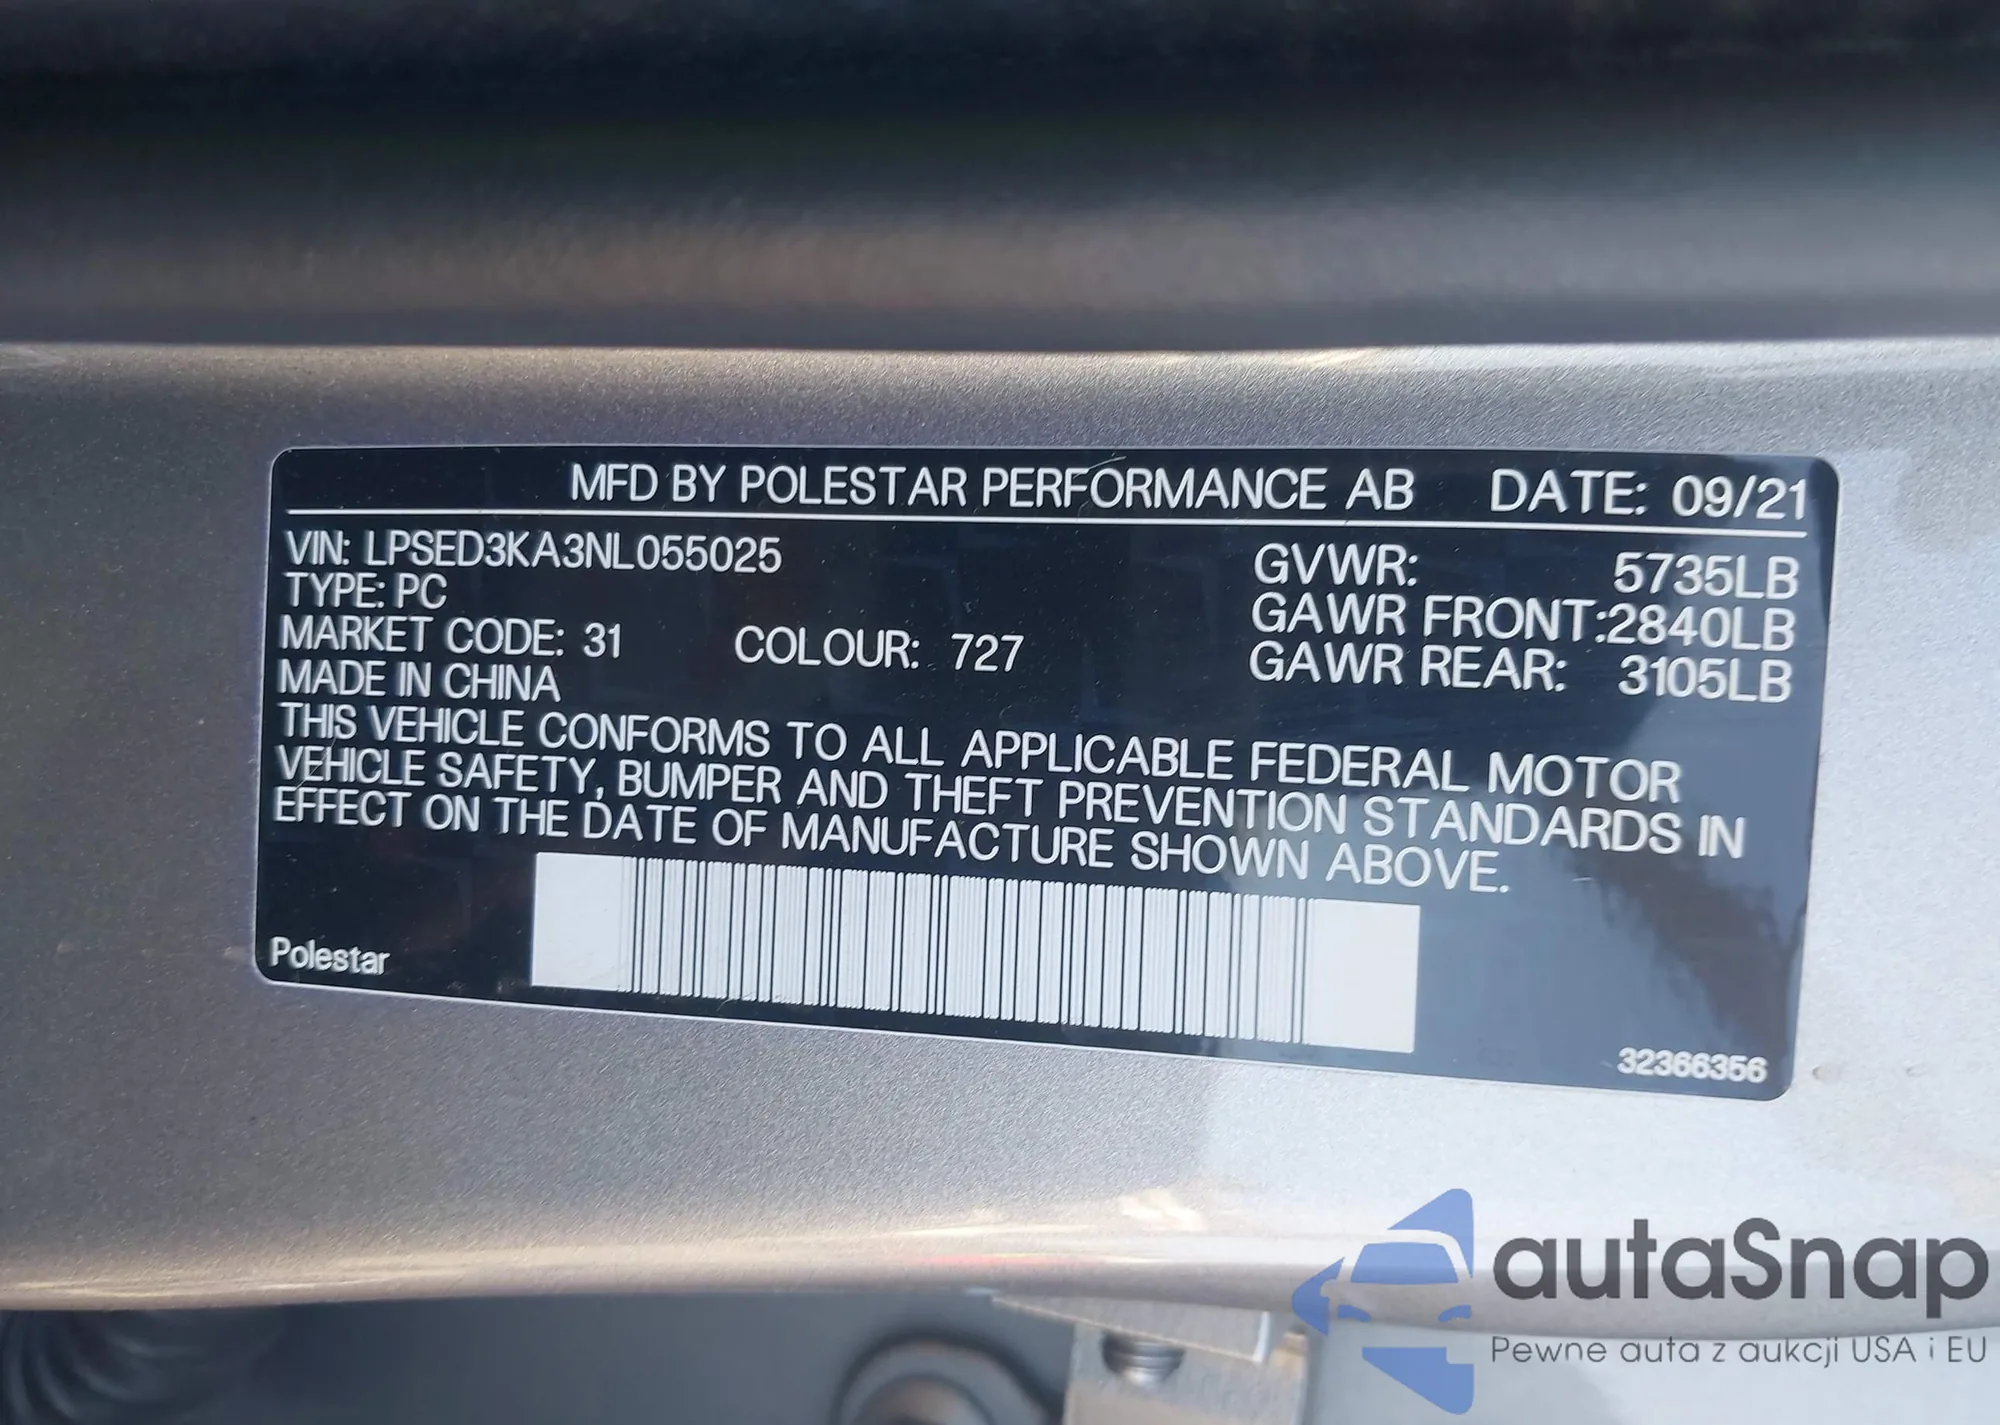 MFD BY POLESTAR PERFORMANCE AB DATE: 09/21
VIN: LPSED3KA3NL055025
GVWR: 5735LB
TYPE: PC
GAWR FRONT:2840LB
MARKET CODE: 31 COLOUR: 727
GAWR REAR: 3105LB
MADE IN CHINA
THIS VEHICLE CONFORMS TO ALL APPLICABLE FEDERAL MOTOR
VEHICLE SAFETY, BUMPER AND THEFT PREVENTION STANDARDS IN
EFFECT ON THE DATE OF MANUFACTURE SHOWN ABOVE.
Polestar
32366356
autaSnap
Pewne auta z aukcji USA i EU